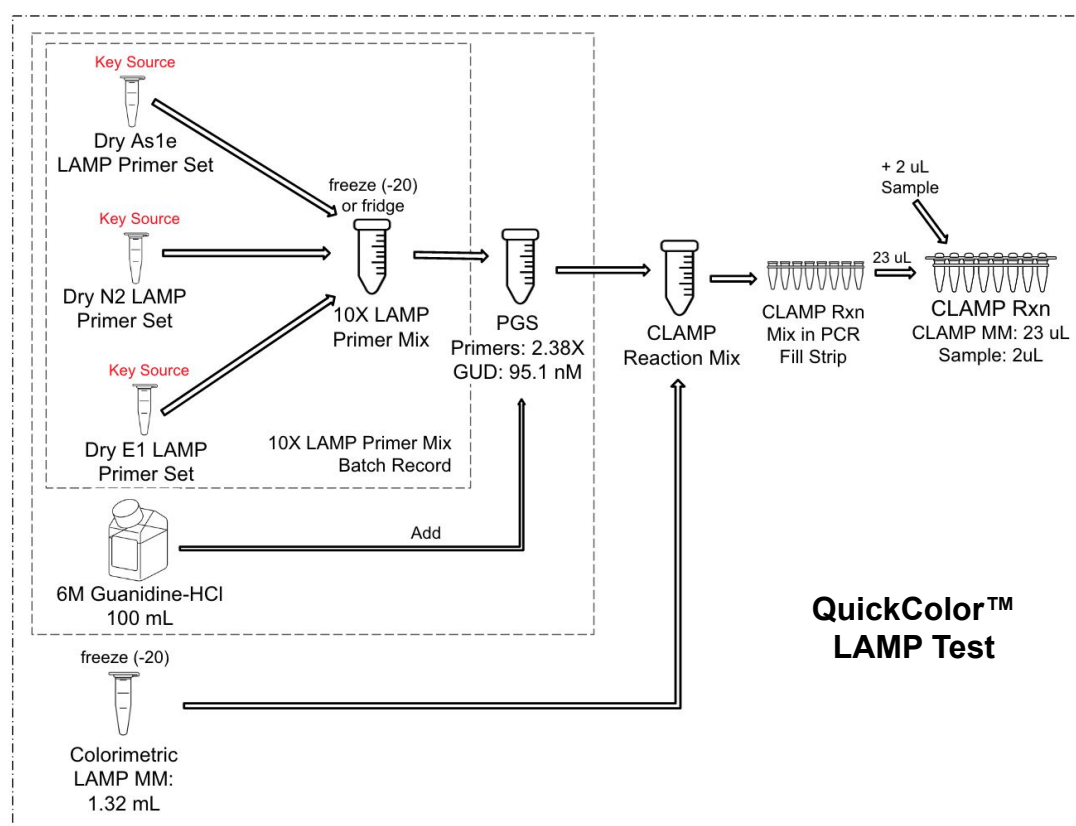 Key Source
Dry As1e
LAMP Primer Set
Key Source
Dry N2 LAMP
Primer Set
Key Source
Dry E1 LAMP
Primer Set
freeze (-20)
or fridge
10X LAMP
Primer Mix
10X LAMP Primer Mix
Batch Record
6M Guanidine-HCl
100 mL
Add
PGS
Primers: 2.38X
GUD: 95.1 nM
freeze (-20)
Colorimetric
LAMP MM:
1.32 mL
CLAMP
Reaction Mix
CLAMP Rxn
Mix in PCR
Fill Strip
23 uL
+ 2 uL
Sample
CLAMP Rxn
CLAMP MM: 23 uL
Sample: 2uL
QuickColor™
LAMP Test